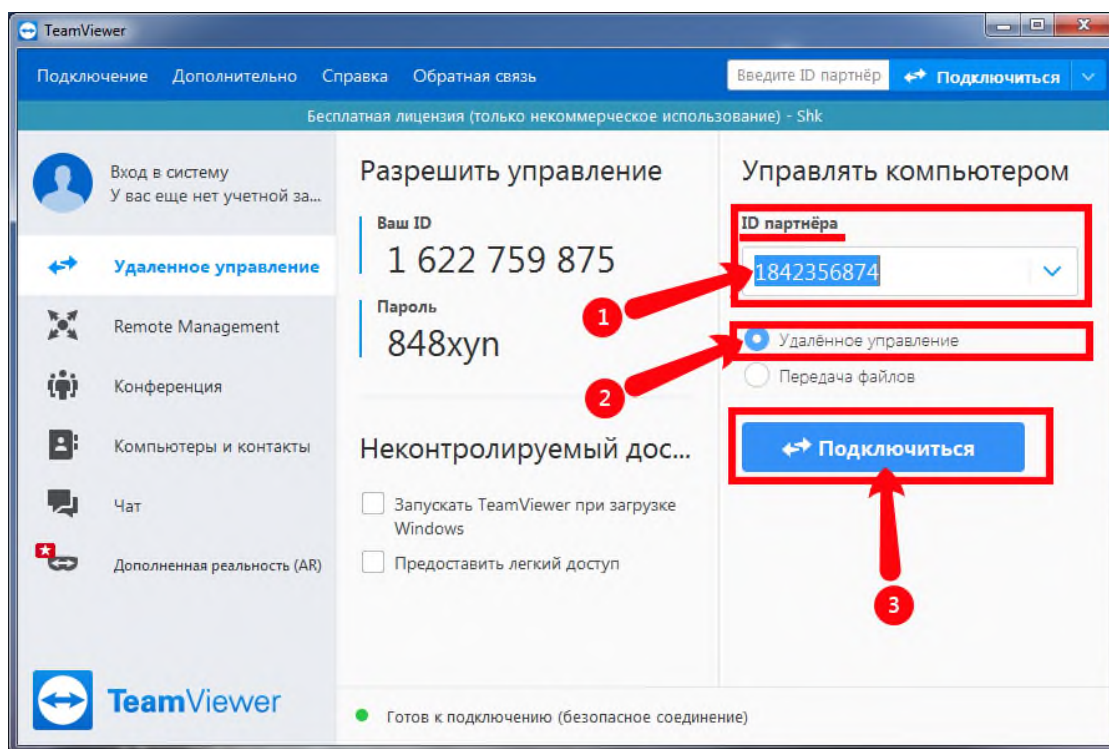 TeamViewer
Подключение Дополнительно Справка Обратная связь
Введите ID партнёр
Подключиться
Бесплатная лицензия (только некоммерческое использование) - Shk
Вход в систему
У вас еще нет учетной за...
Удаленное управление
Remote Management
Конференция
Компьютеры и контакты
Чат
Дополненная реальность (AR)
TeamViewer
Разрешить управление
Ваш ID
1 622 759 875
Пароль
848xyn
Неконтролируемый дос...
Запускать TeamViewer при загрузке
Windows
Предоставить легкий доступ
Управлять компьютером
ID партнёра
1842356874
1
Удалённое управление
2
Передача файлов
Подключиться
3
Готов к подключению (безопасное соединение)